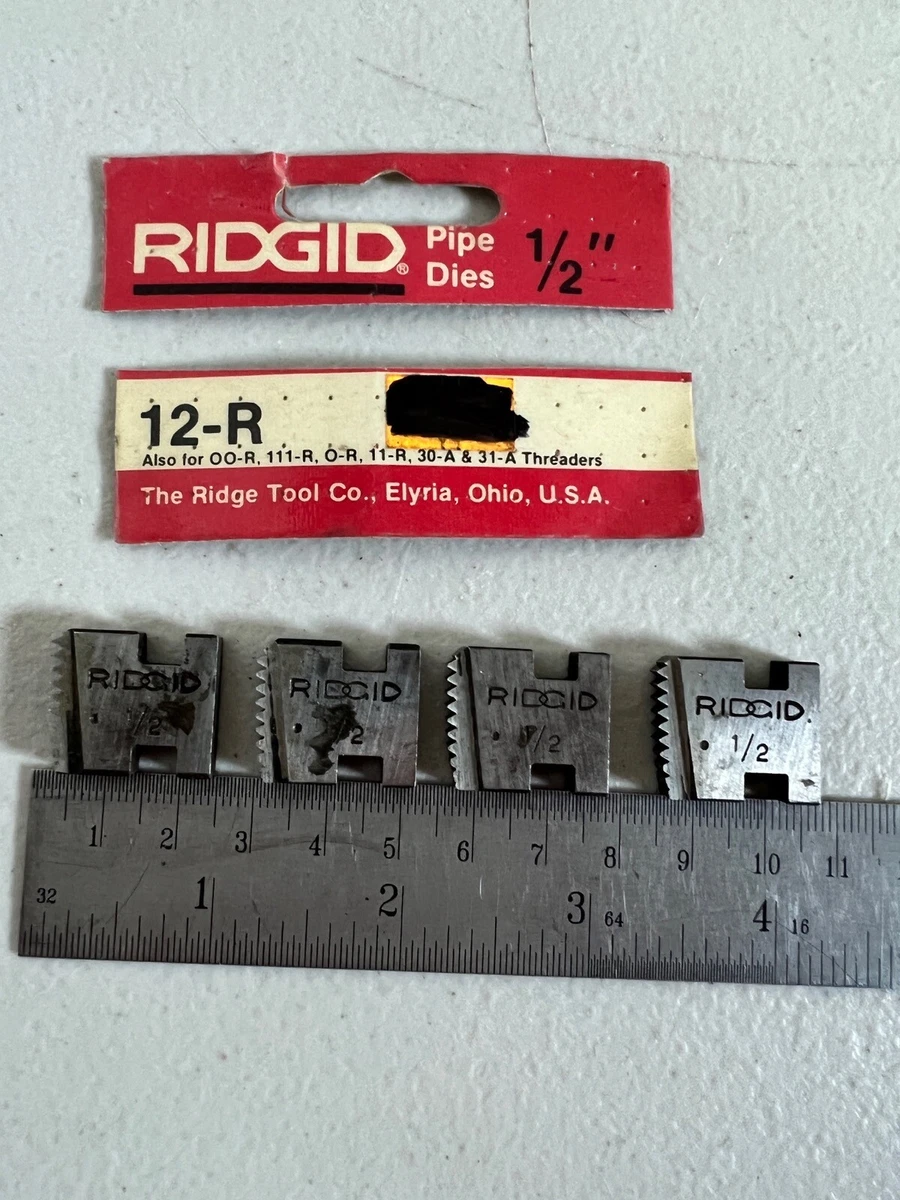 RIDGID® Pipe Dies 1/2"
12-R
Also for OO-R, 111-R, O-R, 11-R, 30-A & 31-A Threaders
The Ridge Tool Co., Elyria, Ohio, U.S.A.
RIDGID
1/2
RIDGID
2
RIDGID
1/2
RIDGID
1/2
1 2 3 4 5 6 7 8 9 10 11
32 1 2 3 64 4 16